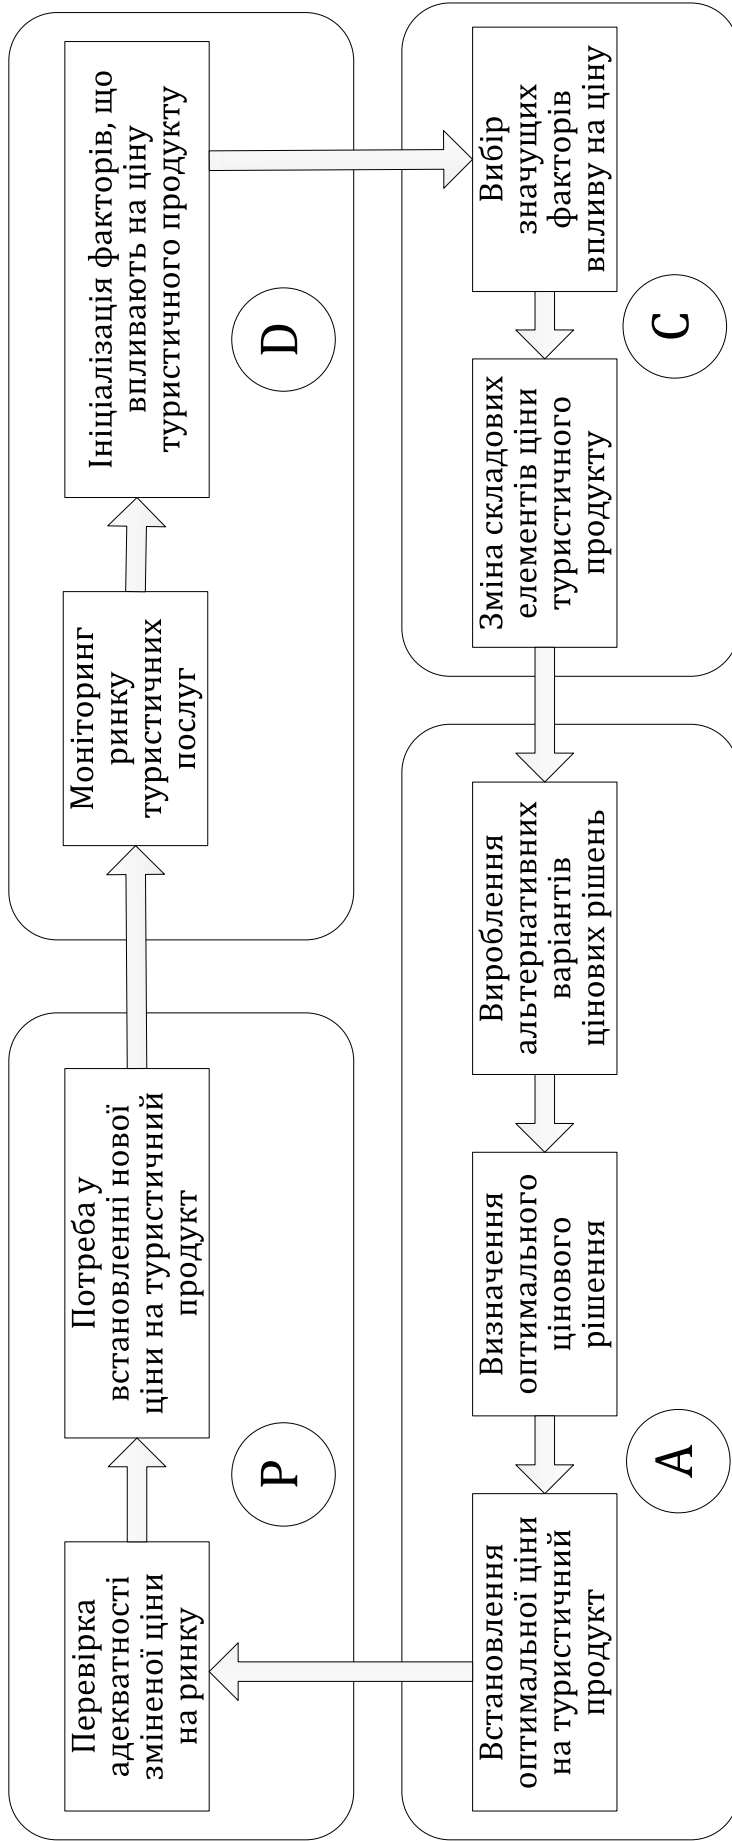 Перевірка
адекватності
зміненої ціни
на ринку
Потреба у
встановленні нової
ціни на туристичний
продукт
P
Моніторинг
ринку
туристичних
послуг
Ініціалізація факторів, що
впливають на ціну
туристичного продукту
D
Вибір
значущих
факторів
впливу на ціну
Зміна складових
елементів ціни
туристичного
продукту
C
Вироблення
альтернативних
варіантів
цінових рішень
Визначення
оптимального
цінового
рішення
Встановлення
оптимальної ціни
на туристичний
продукт
A